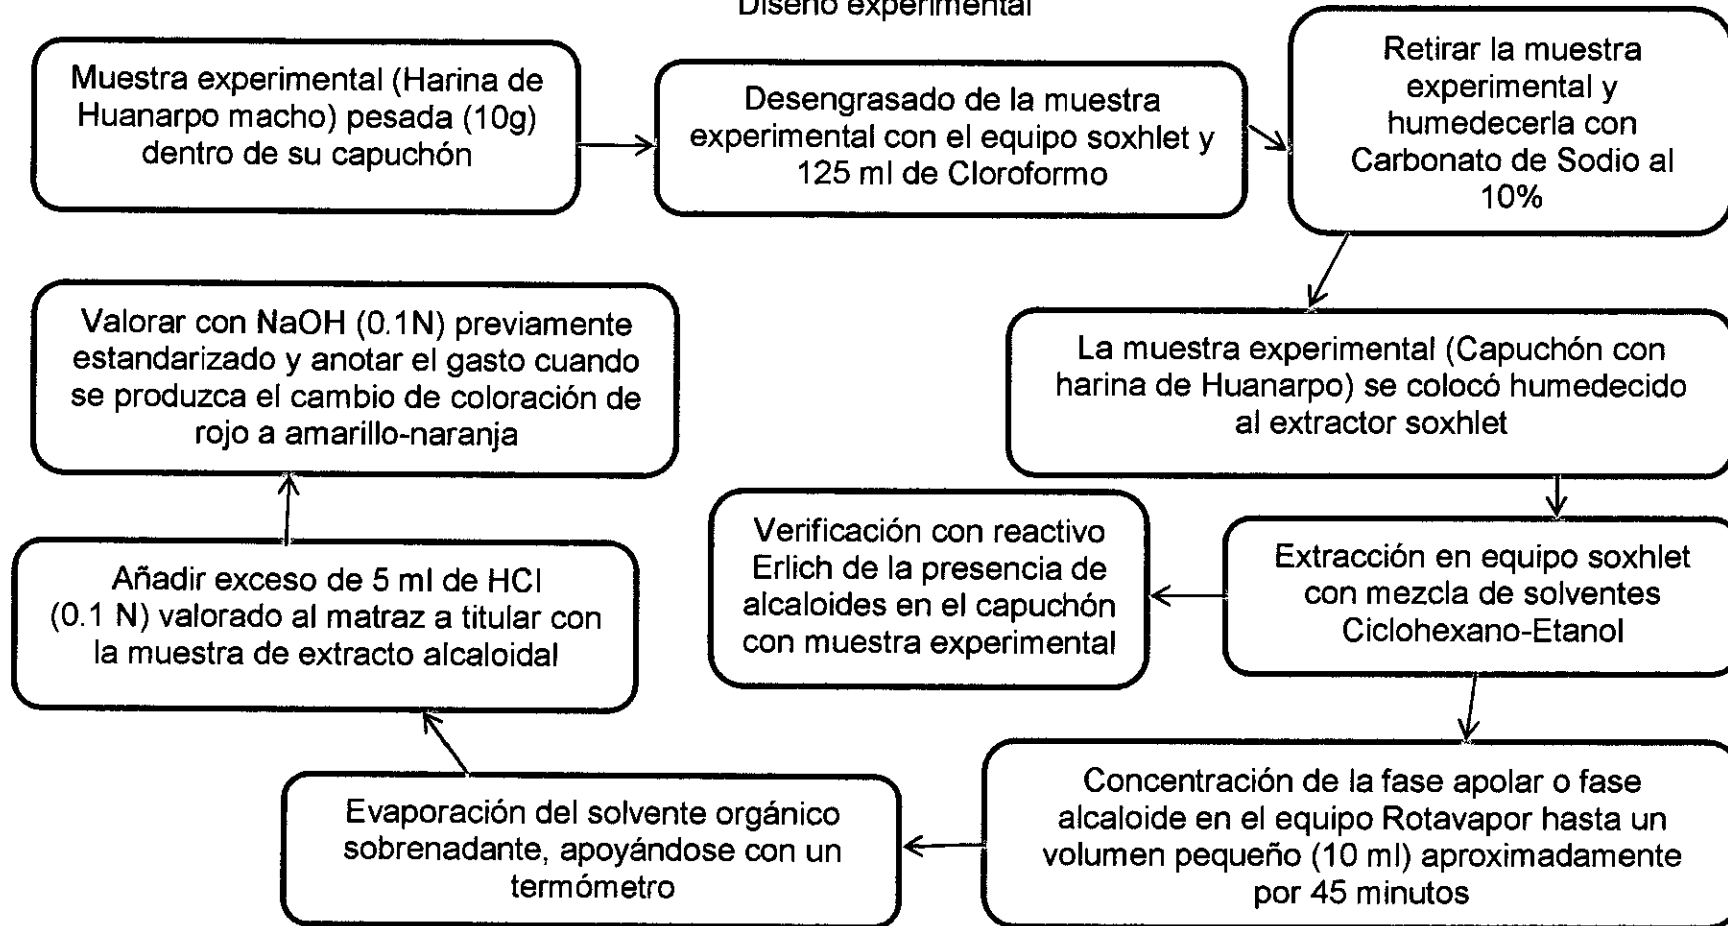 Diseño experimental
Muestra experimental (Harina de
Huanarpo macho) pesada (10g)
dentro de su capuchón
Desengrasado de la muestra
experimental con el equipo soxhlet y
125 ml de Cloroformo
Retirar la muestra
experimental y
humedecerla con
Carbonato de Sodio al
10%
La muestra experimental (Capuchón con
harina de Huanarpo) se colocó humedecido
al extractor soxhlet
Extracción en equipo soxhlet
con mezcla de solventes
Ciclohexano-Etanol
Verificación con reactivo
Erlich de la presencia de
alcaloides en el capuchón
con muestra experimental
Concentración de la fase apolar o fase
alcaloide en el equipo Rotavapor hasta un
volumen pequeño (10 ml) aproximadamente
por 45 minutos
Evaporación del solvente orgánico
sobrenadante, apoyándose con un
termómetro
Añadir exceso de 5 ml de HCl
(0.1 N) valorado al matraz a titular con
la muestra de extracto alcaloidal
Valorar con NaOH (0.1N) previamente
estandarizado y anotar el gasto cuando
se produzca el cambio de coloración de
rojo a amarillo-naranja